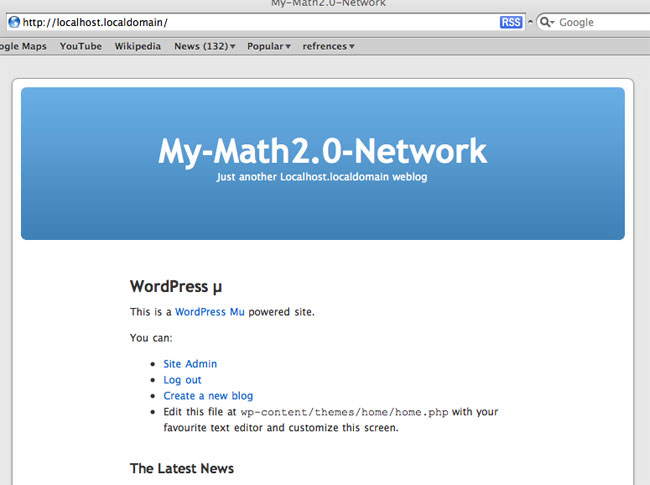 My-Math2.0-Network
http://localhost.localdomain/ RSS Google
ogle Maps YouTube Wikipedia News (132) Popular refrences
My-Math2.0-Network
Just another Localhost.localdomain weblog
WordPress µ
This is a WordPress Mu powered site.
You can:
Site Admin
Log out
Create a new blog
Edit this file at wp-content/themes/home/home.php with your
favourite text editor and customize this screen.
The Latest News